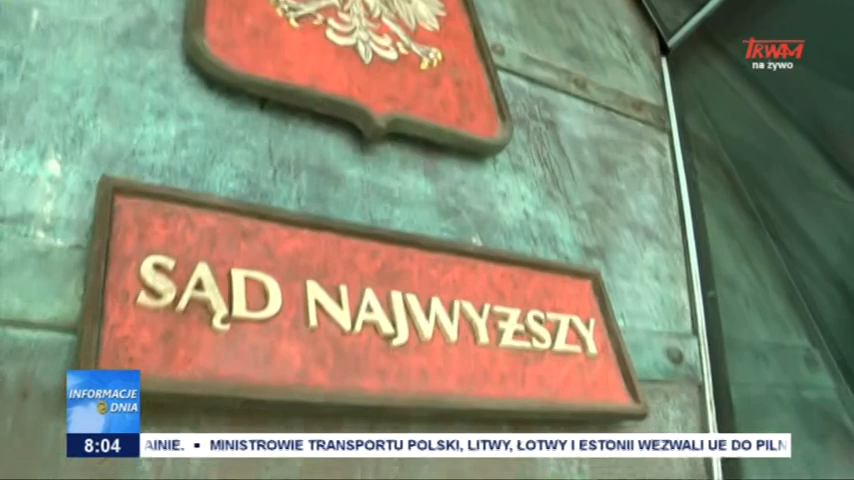 TRWAM
na żywo
SĄD NAJWYŻSZY
INFORMACJE
DNIA
8:04
AINIE. ▪ MINISTROWIE TRANSPORTU POLSKI, LITWY, ŁOTWY I ESTONII WEZWALI UE DO PILN